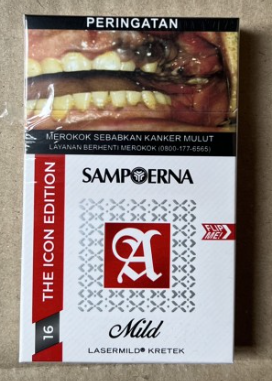 PERINGATAN
MEROKOK SEBABKAN KANKER MULUT
LAYANAN BERHENTI MEROKOK (0800-177-6565)
SAMPOERNA
THE ICON EDITION
16
A
FLIP ME!
Mild
LASERMILD® KRETEK